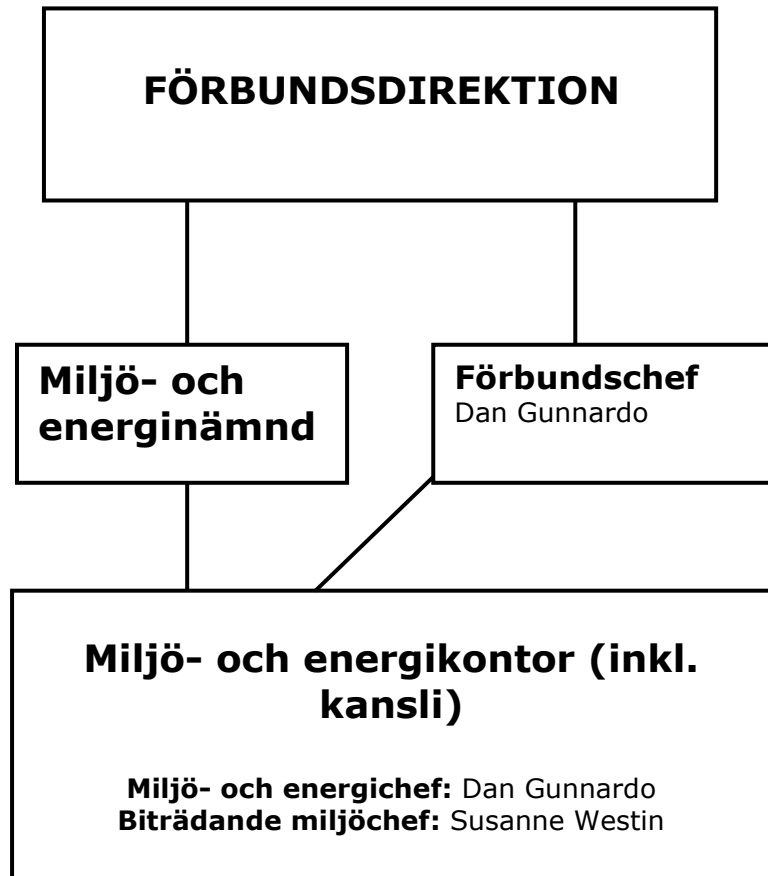 FÖRBUNDSDIREKTION
Miljö- och
energinämnd
Förbundschef
Dan Gunnardo
Miljö- och energikontor (inkl.
kansli)
Miljö- och energichef: Dan Gunnardo
Biträdande miljöchef: Susanne Westin